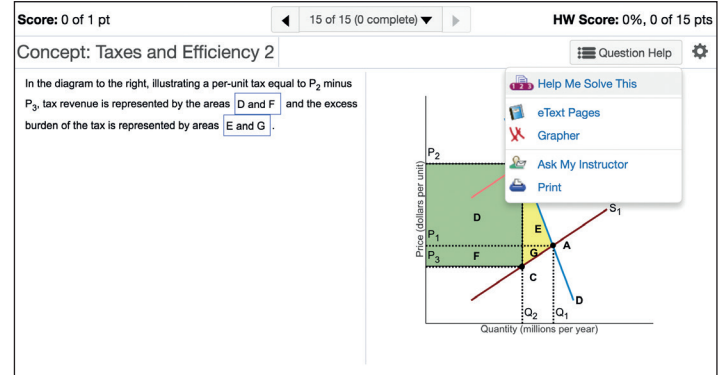 Score: 0 of 1 pt
15 of 15 (0 complete)
HW Score: 0%, 0 of 15 pts
Concept: Taxes and Efficiency 2
Question Help
In the diagram to the right, illustrating a per-unit tax equal to P2 minus
P3, tax revenue is represented by the areas D and F and the excess
burden of the tax is represented by areas E and G.
1 2 3
Help Me Solve This
eText Pages
Grapher
Ask My Instructor
Print
P2
S1
D
E
P1
A
P3
F
G
C
D
Q2
Q1
Price (dollars per unit)
Quantity (millions per year)